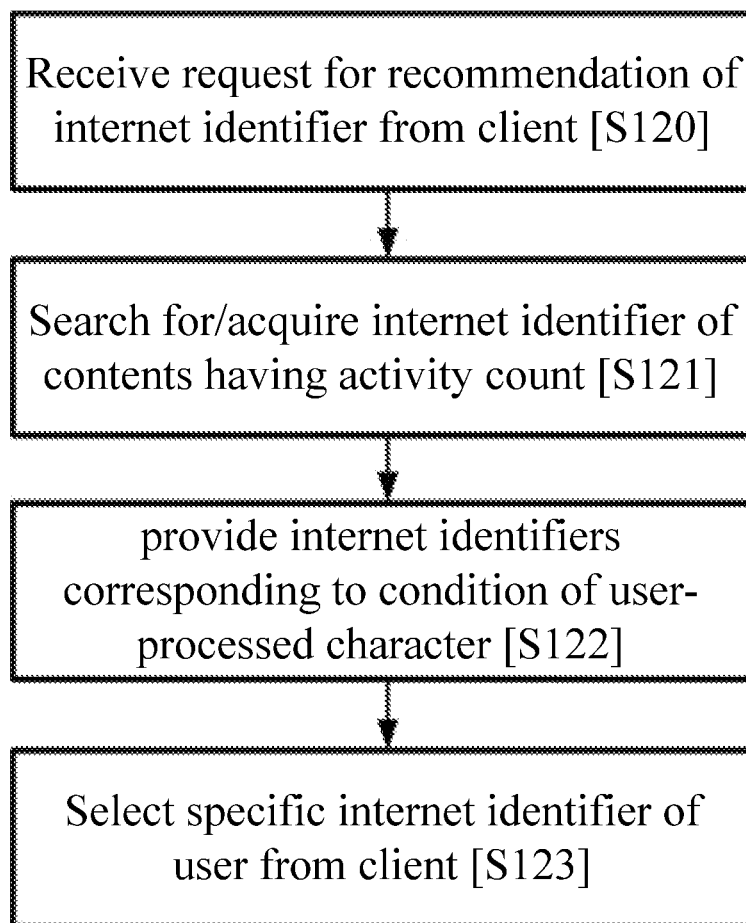 Receive request for recommendation of
internet identifier from client [S120]
Search for/acquire internet identifier of
contents having activity count [S121]
provide internet identifiers
corresponding to condition of user-
processed character [S122]
Select specific internet identifier of
user from client [S123]